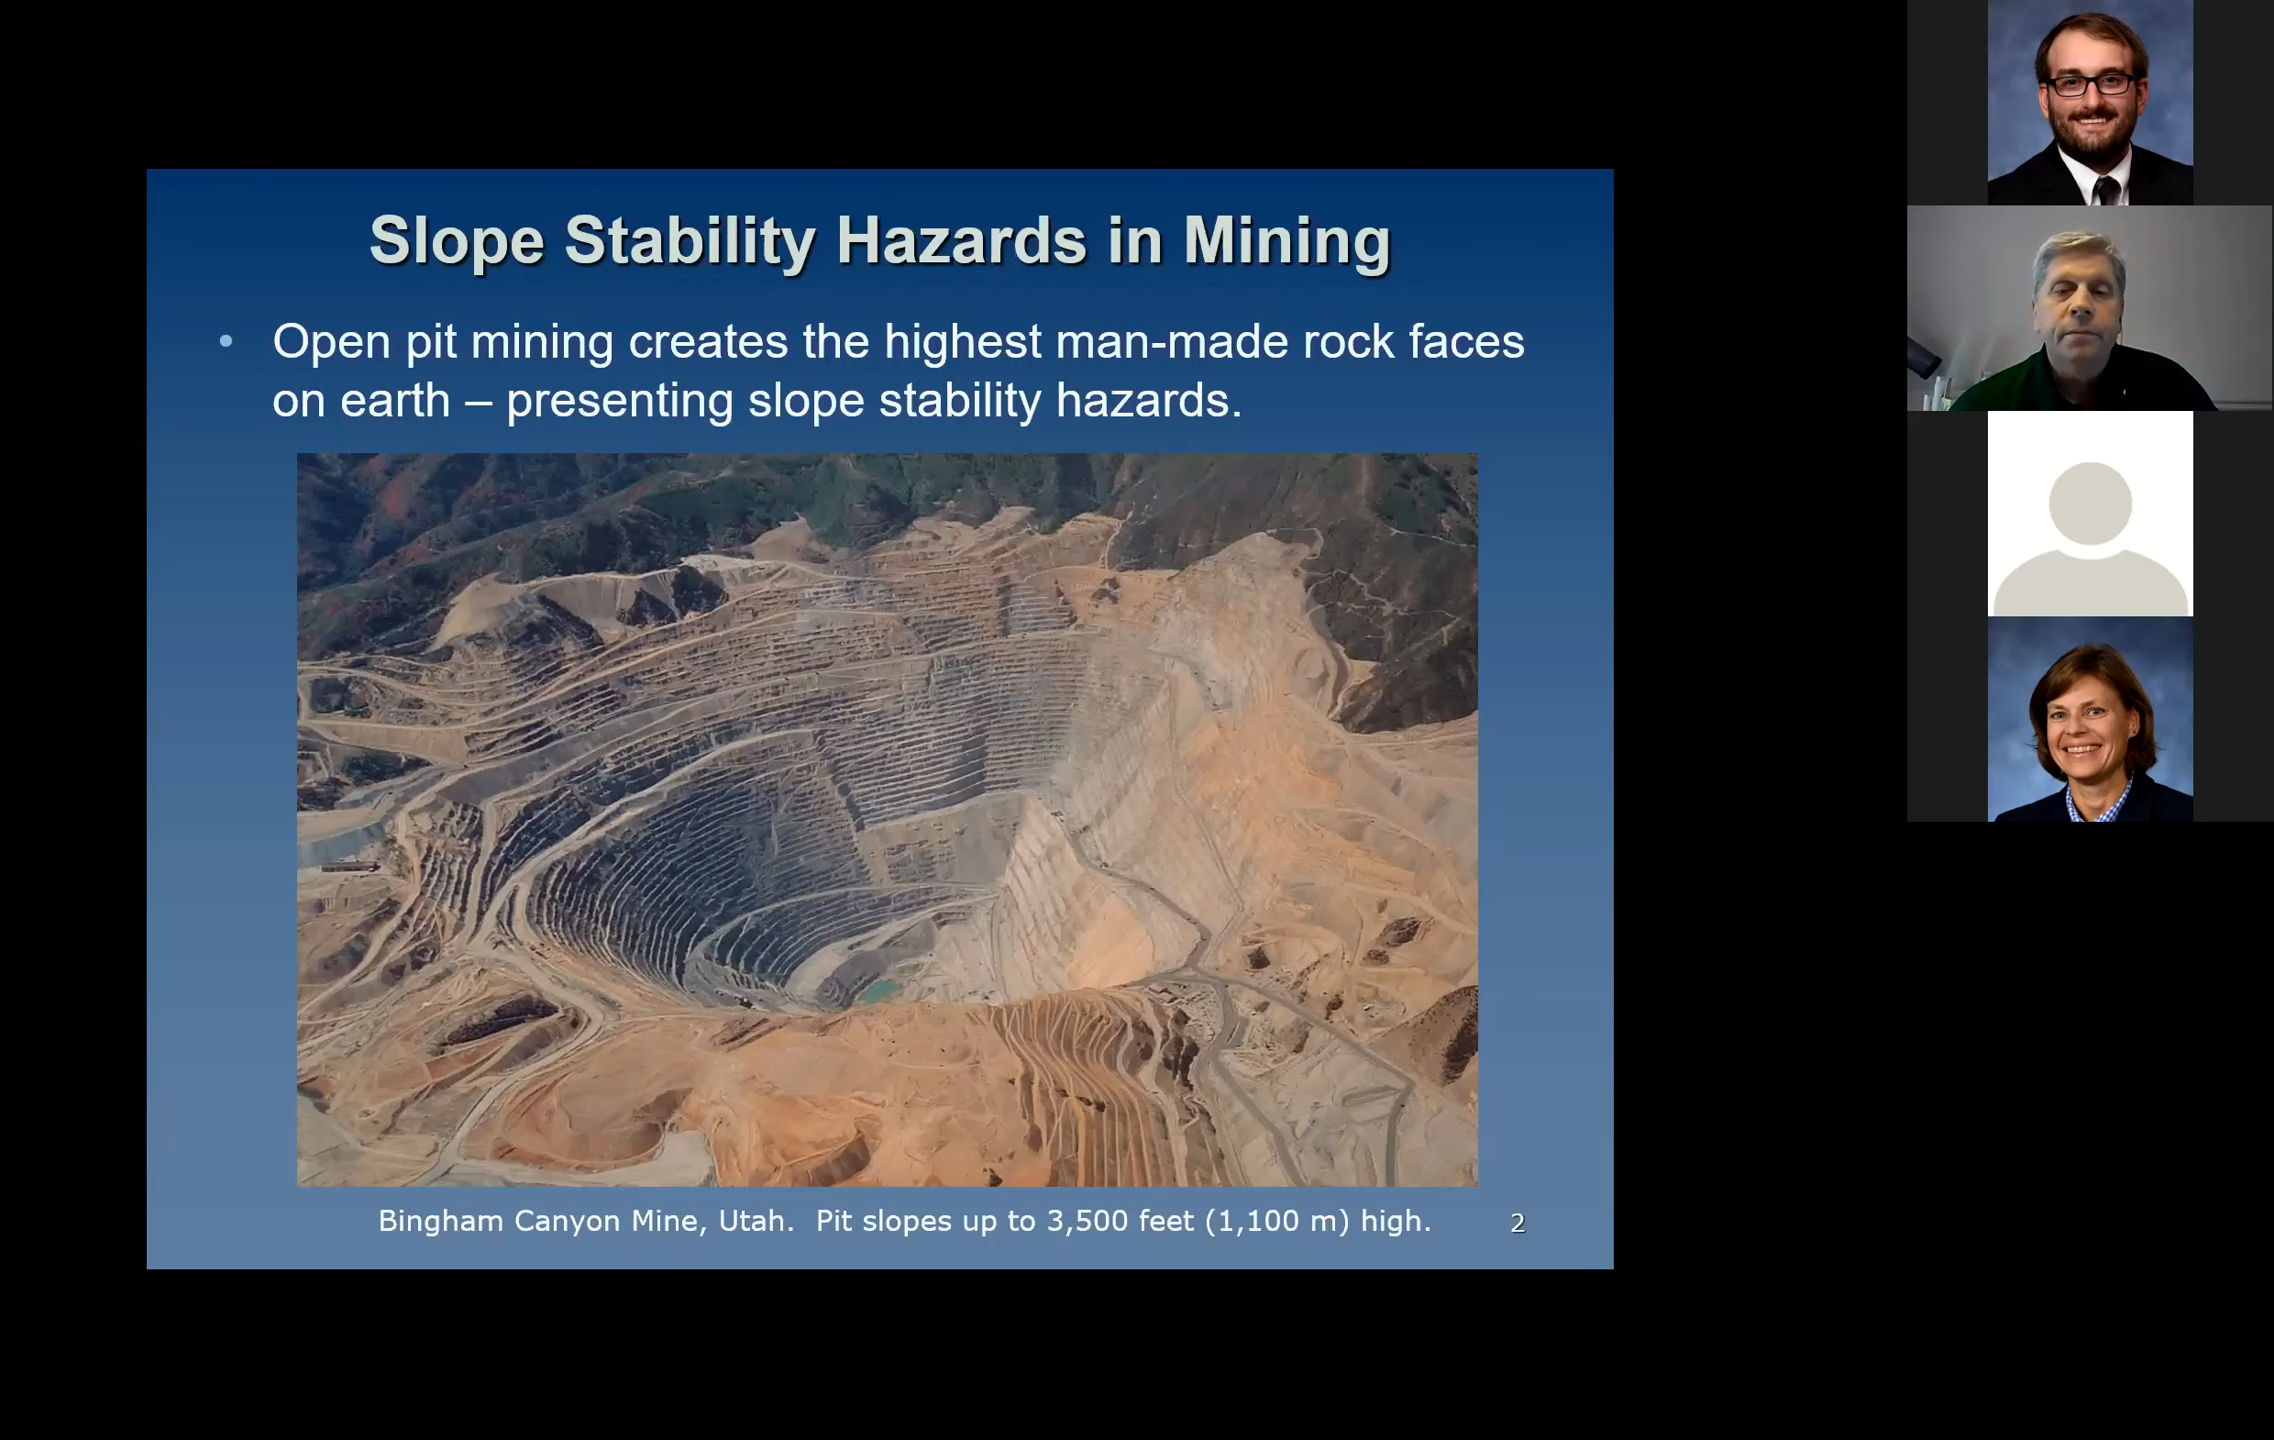 Slope Stability Hazards in Mining
• Open pit mining creates the highest man-made rock faces
on earth – presenting slope stability hazards.
Bingham Canyon Mine, Utah.  Pit slopes up to 3,500 feet (1,100 m) high.
2